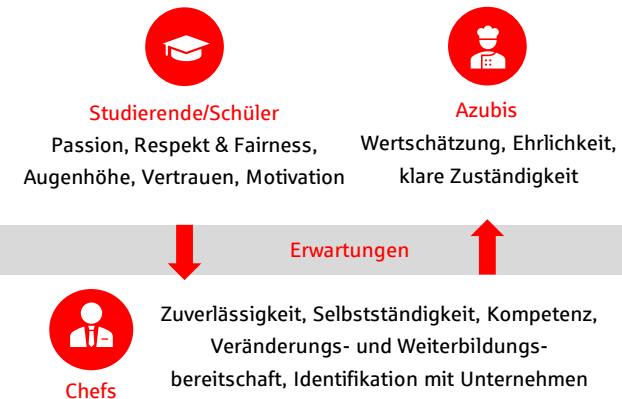 Studierende/Schüler
Passion, Respekt & Fairness,
Augenhöhe, Vertrauen, Motivation
Azubis
Wertschätzung, Ehrlichkeit,
klare Zuständigkeit
Erwartungen
Chefs
Zuverlässigkeit, Selbstständigkeit, Kompetenz,
Veränderungs- und Weiterbildungs-
bereitschaft, Identifikation mit Unternehmen